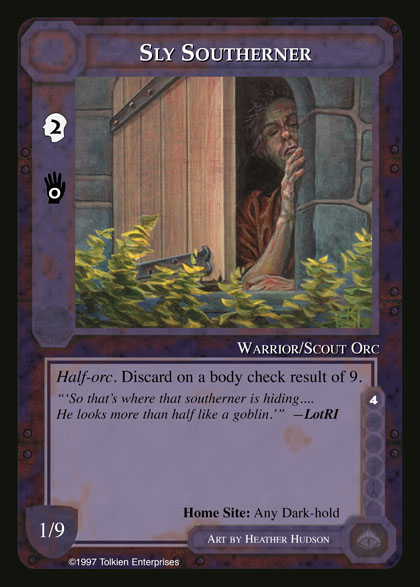 Sly Southerner
2
0
Warrior/Scout Orc
Half-orc. Discard on a body check result of 9.
“‘So that’s where that southerner is hiding....
He looks more than half like a goblin.’” —LotRI
4
Home Site: Any Dark-hold
1/9
Art by Heather Hudson
©1997 Tolkien Enterprises